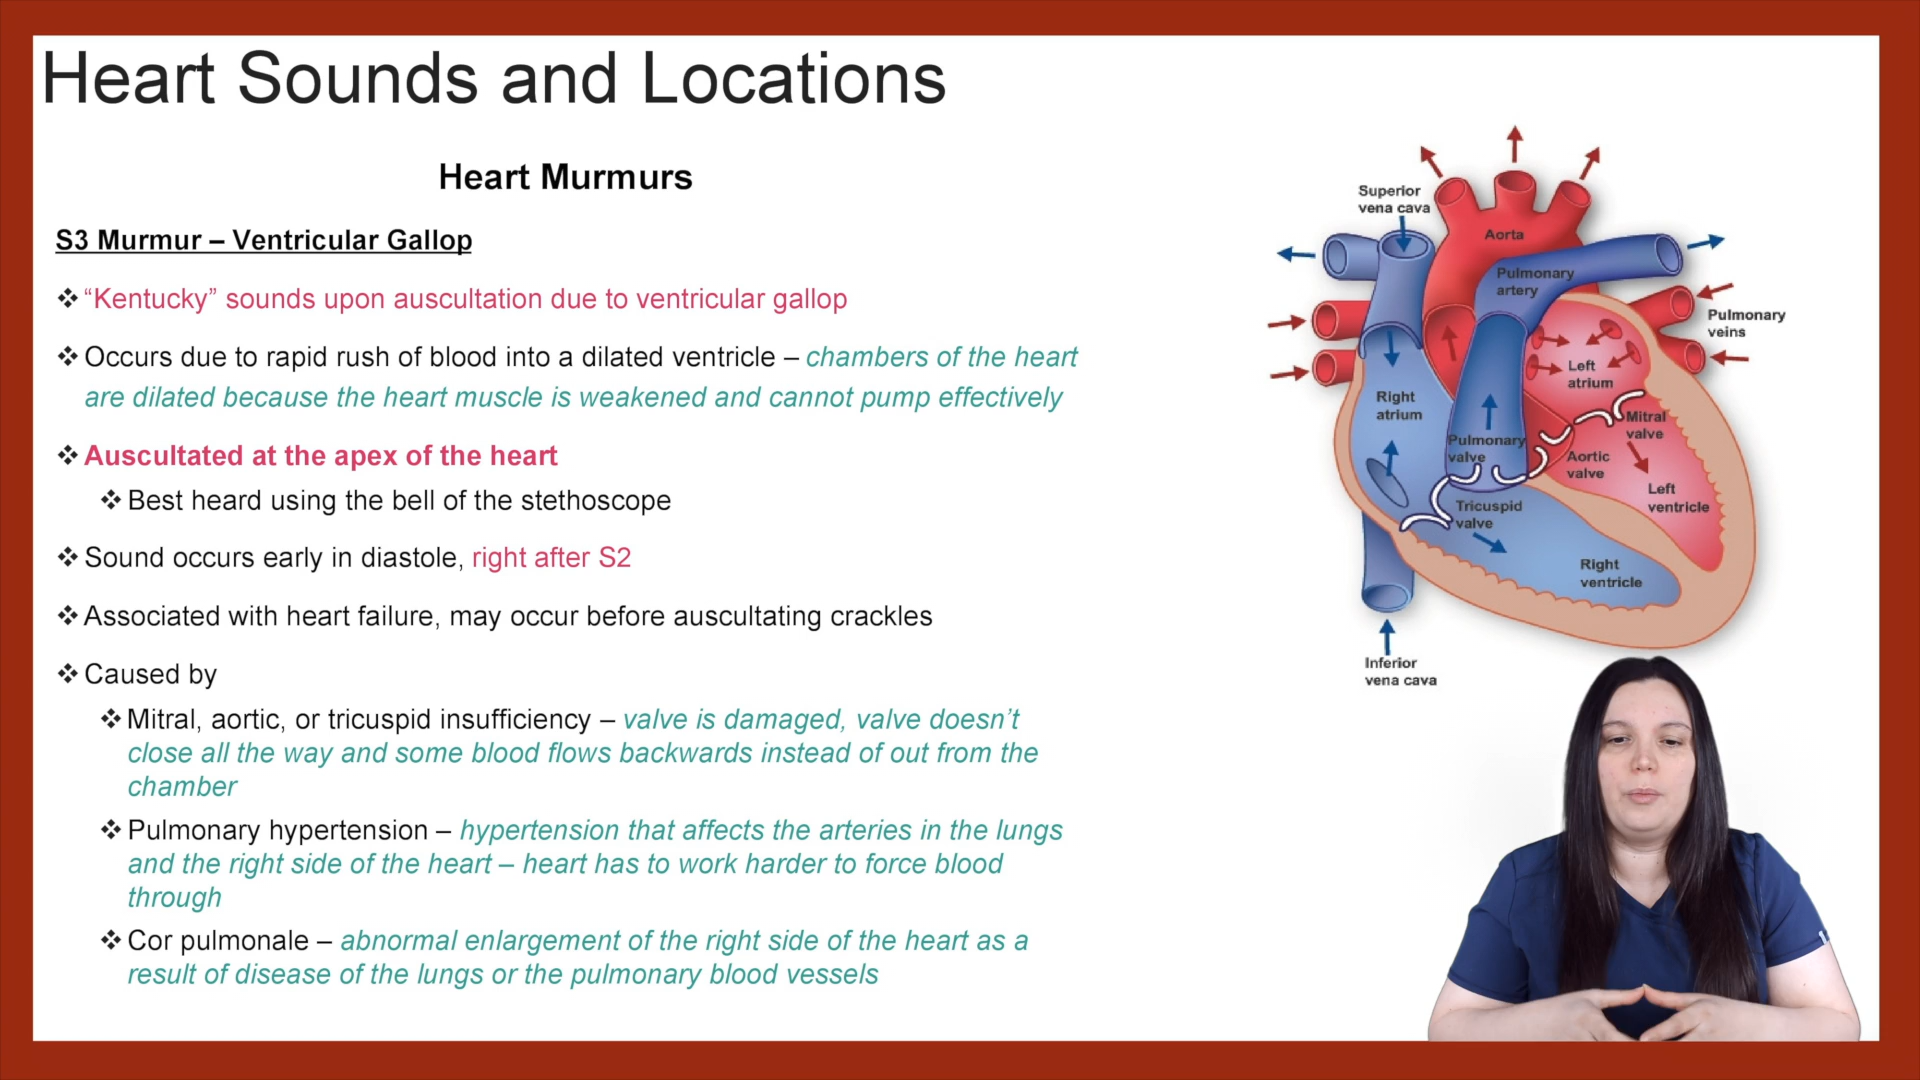 Heart Sounds and Locations
Heart Murmurs
S3 Murmur – Ventricular Gallop
❖ “Kentucky” sounds upon auscultation due to ventricular gallop
❖ Occurs due to rapid rush of blood into a dilated ventricle – chambers of the heart
are dilated because the heart muscle is weakened and cannot pump effectively
❖ Auscultated at the apex of the heart
❖ Best heard using the bell of the stethoscope
❖ Sound occurs early in diastole, right after S2
❖ Associated with heart failure, may occur before auscultating crackles
❖ Caused by
❖ Mitral, aortic, or tricuspid insufficiency – valve is damaged, valve doesn’t
close all the way and some blood flows backwards instead of out from the
chamber
❖ Pulmonary hypertension – hypertension that affects the arteries in the lungs
and the right side of the heart – heart has to work harder to force blood
through
❖ Cor pulmonale – abnormal enlargement of the right side of the heart as a
result of disease of the lungs or the pulmonary blood vessels
Superior
vena cava
Aorta
Pulmonary
artery
Pulmonary
veins
Left
atrium
Right
atrium
Mitral
valve
Pulmonary
valve
Aortic
valve
Left
ventricle
Tricuspid
valve
Right
ventricle
Inferior
vena cava